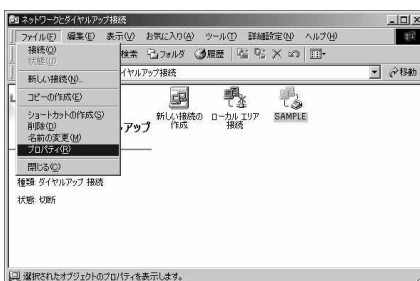 ネットワークとダイヤルアップ接続
ファイル(F) 編集(E) 表示(V) お気に入り(A) ツール(T) 詳細設定(N) ヘルプ(H)
検索 フォルダ 履歴
イヤルアップ接続 移動
接続(O)
状態(U)
新しい接続(N)...
コピーの作成(E)
ショートカットの作成(S)
削除(D)
名前の変更(M)
プロパティ(R)
閉じる(C)
アップ
新しい接続の作成
ローカル エリア接続
SAMPLE
種類: ダイヤルアップ 接続
状態: 切断
選択されたオブジェクトのプロパティを表示します。